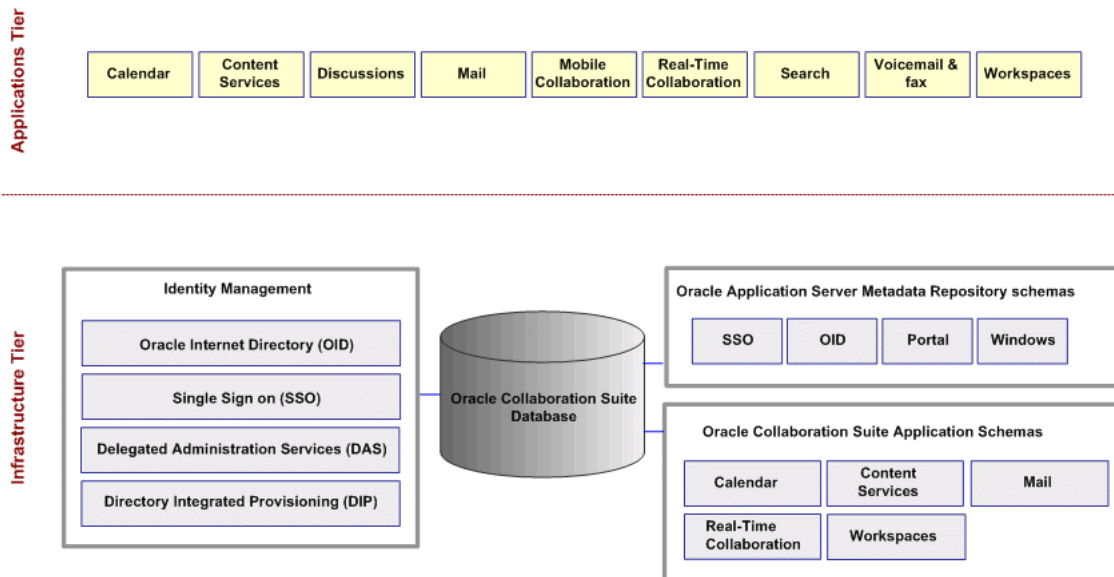 Applications Tier
Calendar
Content
Services
Discussions
Mail
Mobile
Collaboration
Real-Time
Collaboration
Search
Voicemail &
fax
Workspaces
Infrastructure Tier
Identity Management
Oracle Internet Directory (OID)
Single Sign on (SSO)
Delegated Administration Services (DAS)
Directory Integrated Provisioning (DIP)
Oracle Collaboration Suite
Database
Oracle Application Server Metadata Repository schemas
SSO
OID
Portal
Windows
Oracle Collaboration Suite Application Schemas
Calendar
Content
Services
Mail
Real-Time
Collaboration
Workspaces